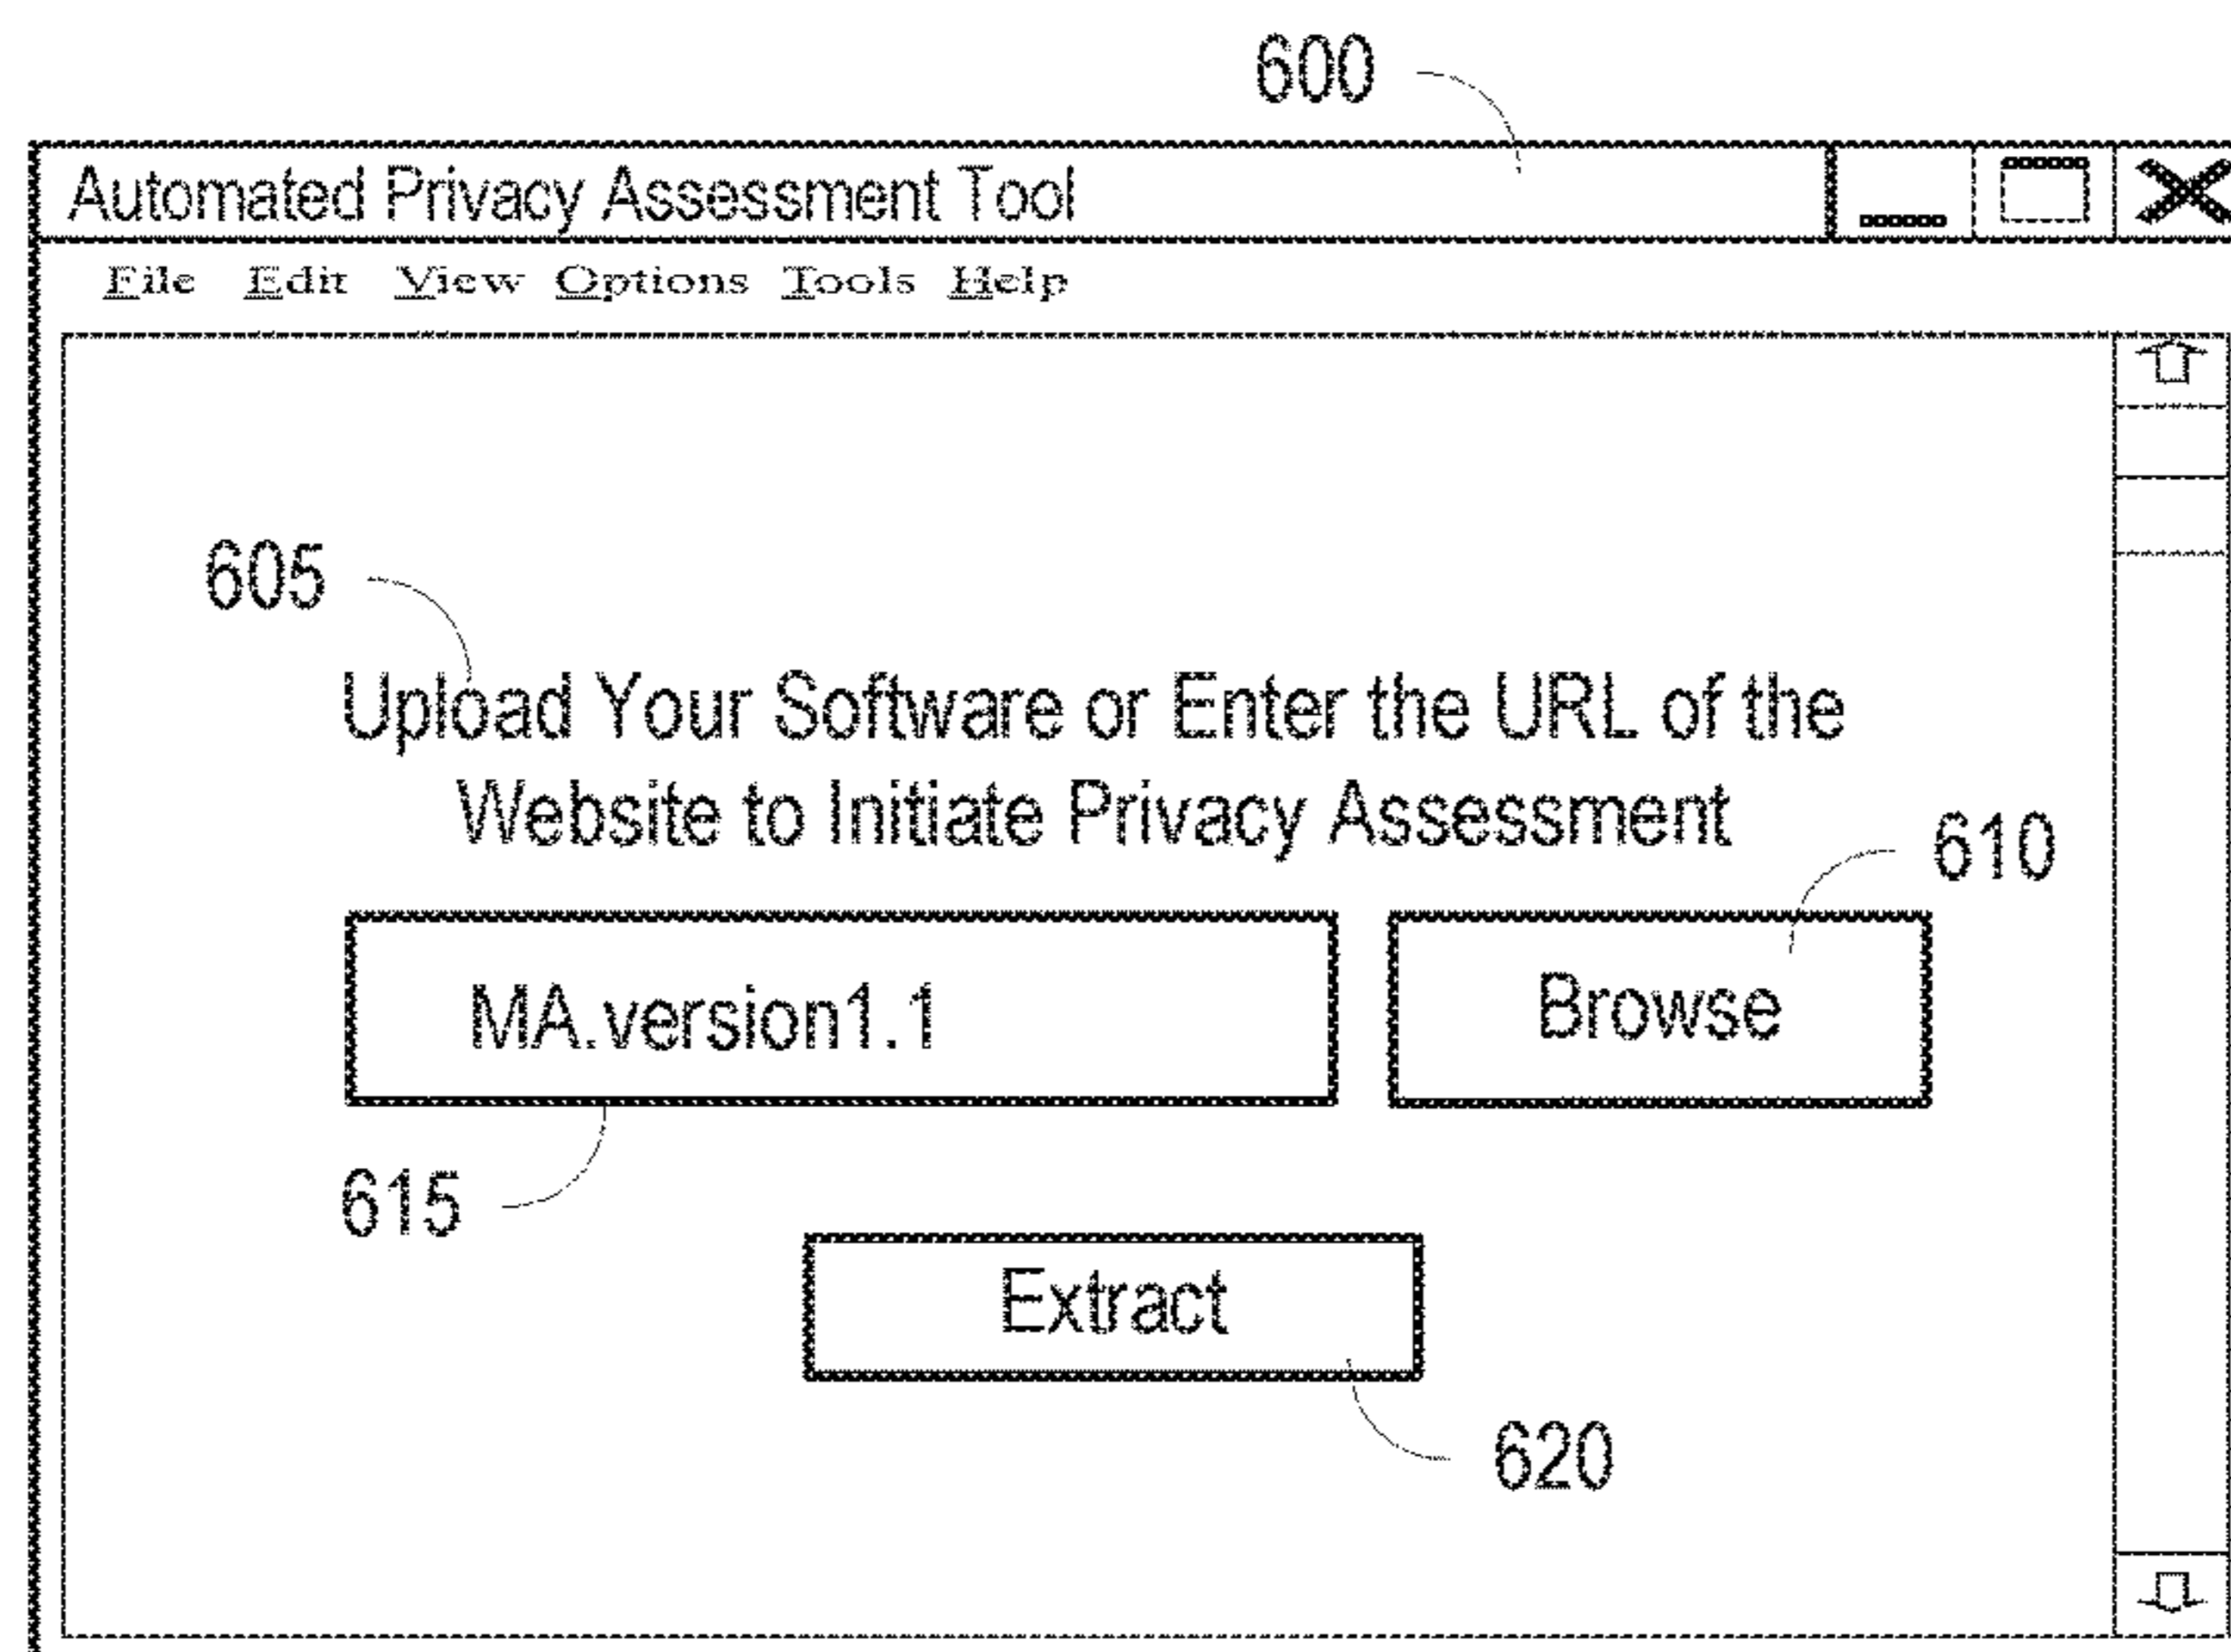 600
Automated Privacy Assessment Tool
File Edit View Options Tools Help
605
Upload Your Software or Enter the URL of the
Website to Initiate Privacy Assessment
610
MA.version1.1
Browse
615
Extract
620